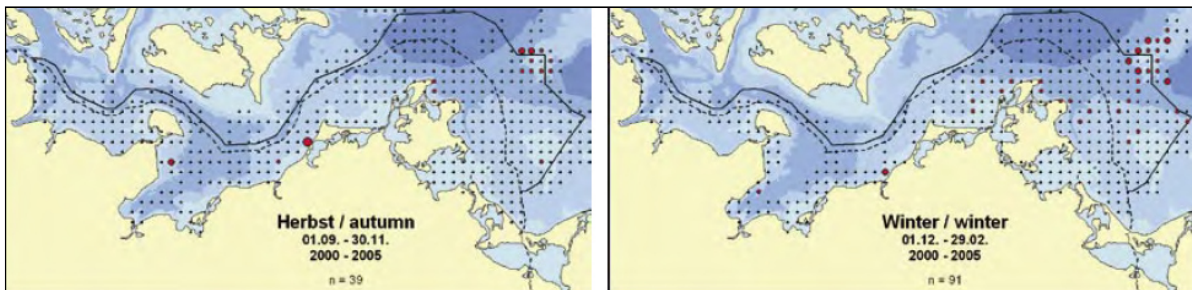 Herbst / autumn
01.09. - 30.11.
2000 - 2005
n = 39
Winter / winter
01.12. - 29.02.
2000 - 2005
n = 91